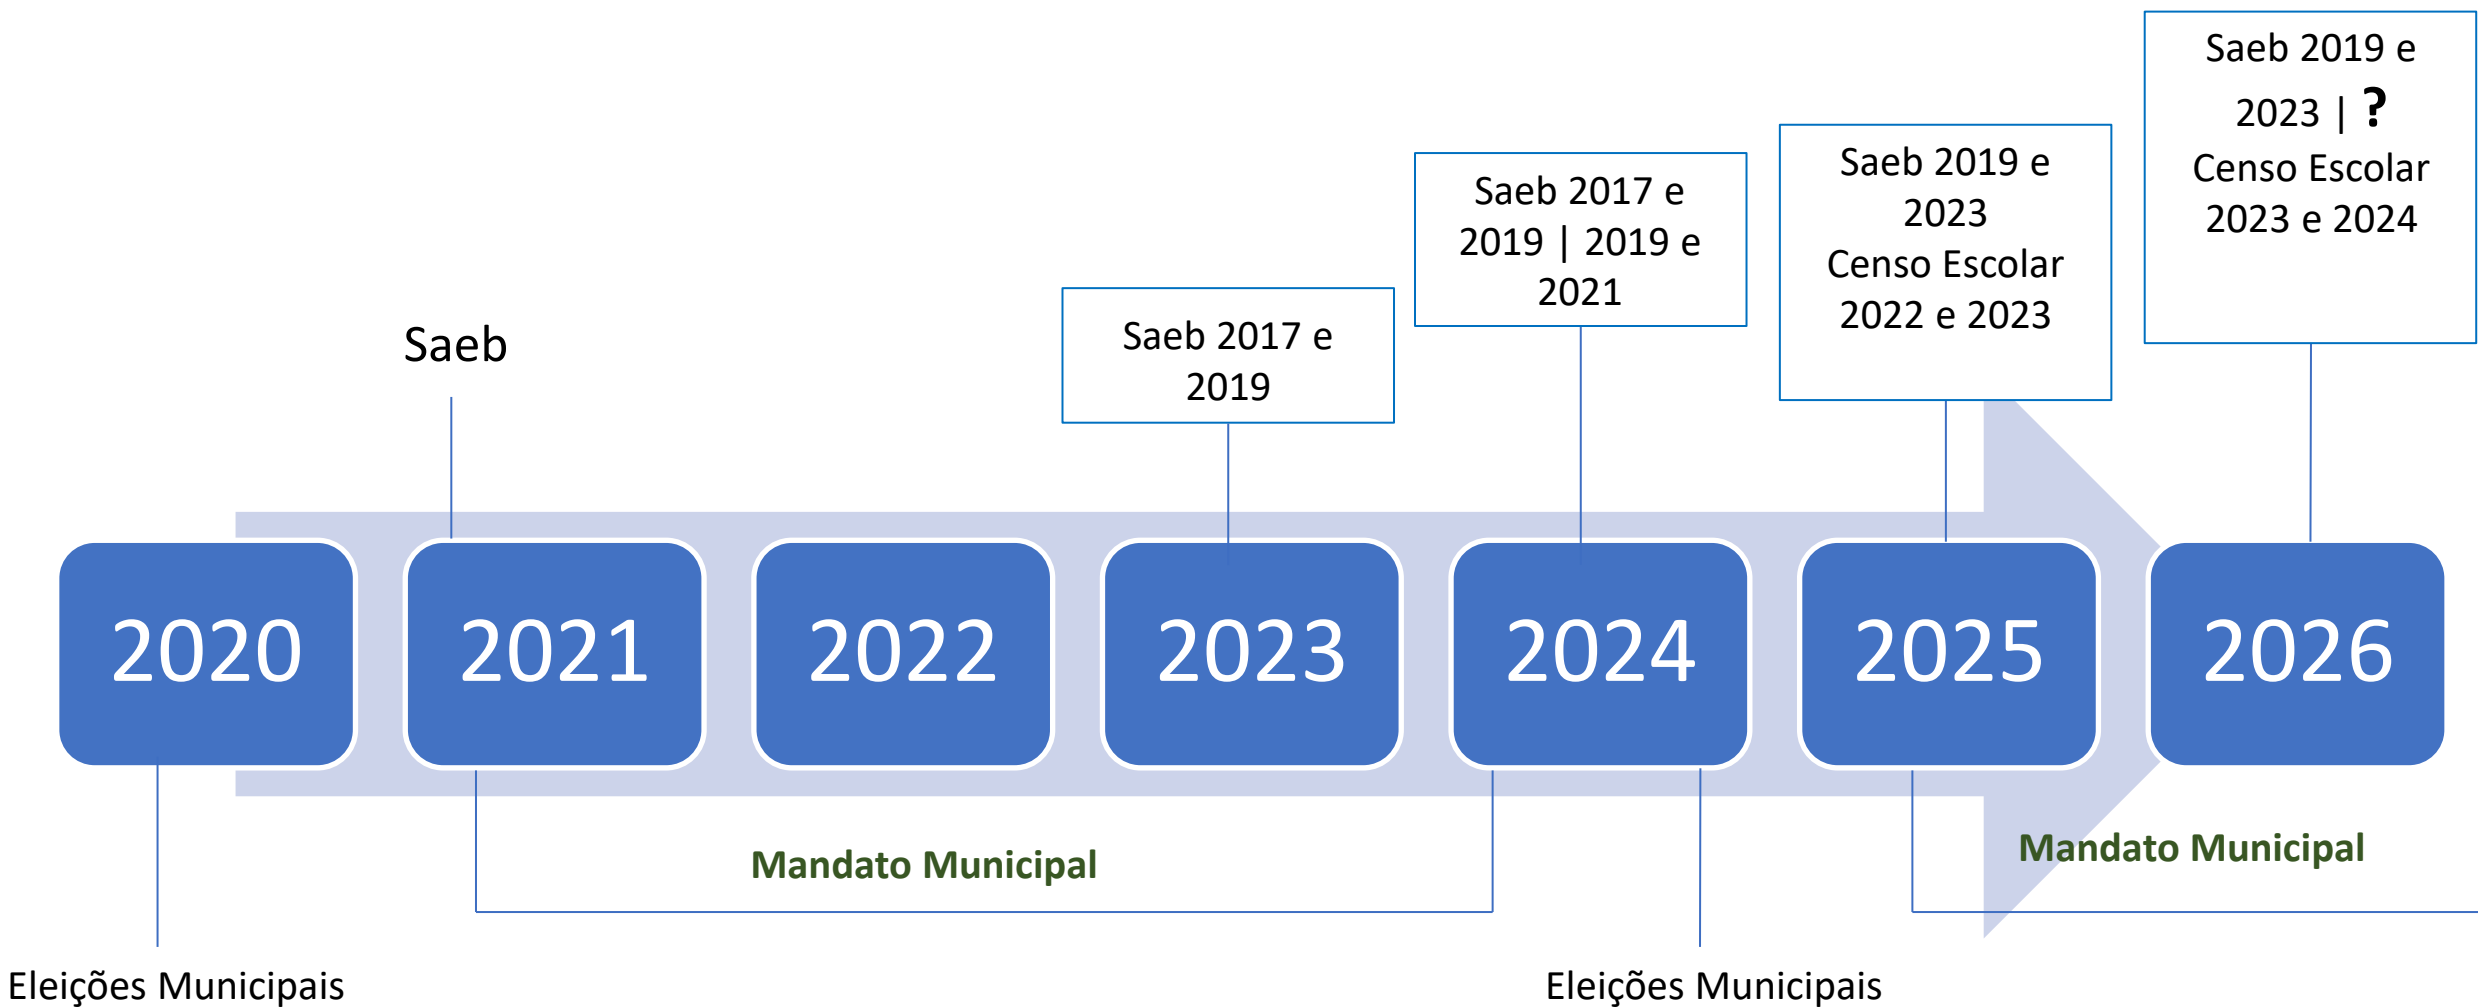 Saeb 2019 e
2023 | ?
Censo Escolar
2023 e 2024
Saeb 2019 e
2023
Censo Escolar
2022 e 2023
Saeb 2017 e
2019 | 2019 e
2021
Saeb 2017 e
2019
Saeb
2020
2021
2022
2023
2024
2025
2026
Mandato Municipal
Mandato Municipal
Eleições Municipais
Eleições Municipais